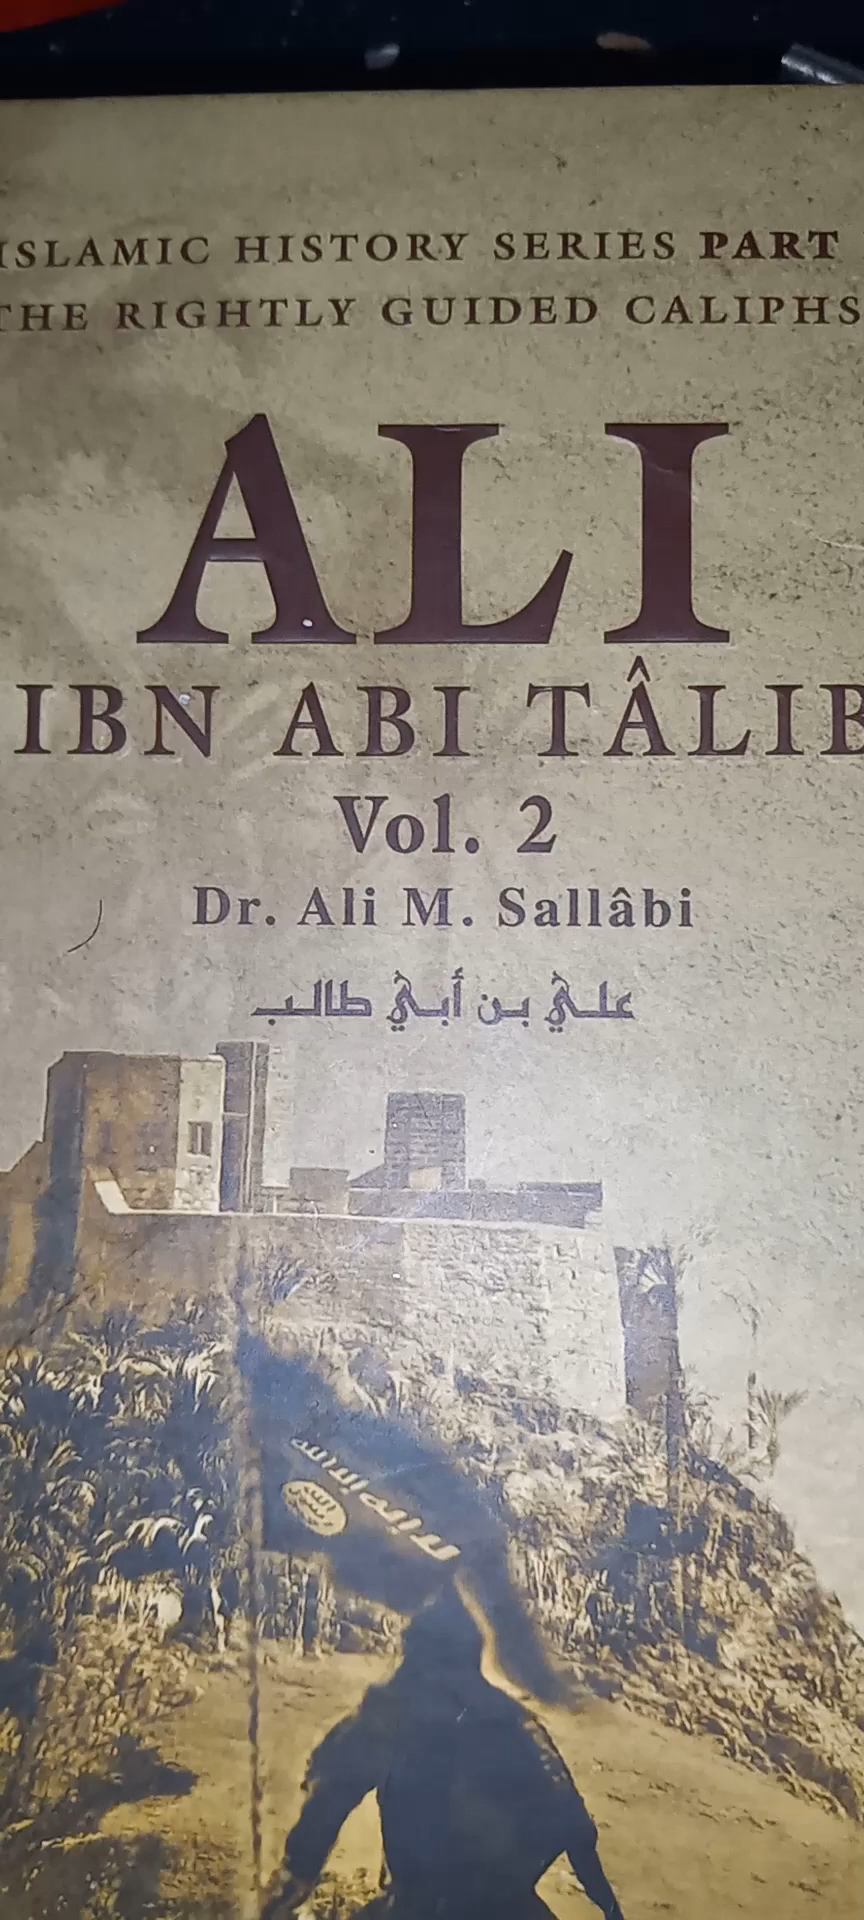 ISLAMIC HISTORY SERIES PART
THE RIGHTLY GUIDED CALIPHS
ALI
IBN ABI TÂLIB
Vol. 2
Dr. Ali M. Sallâbi
علي بن أبي طالب